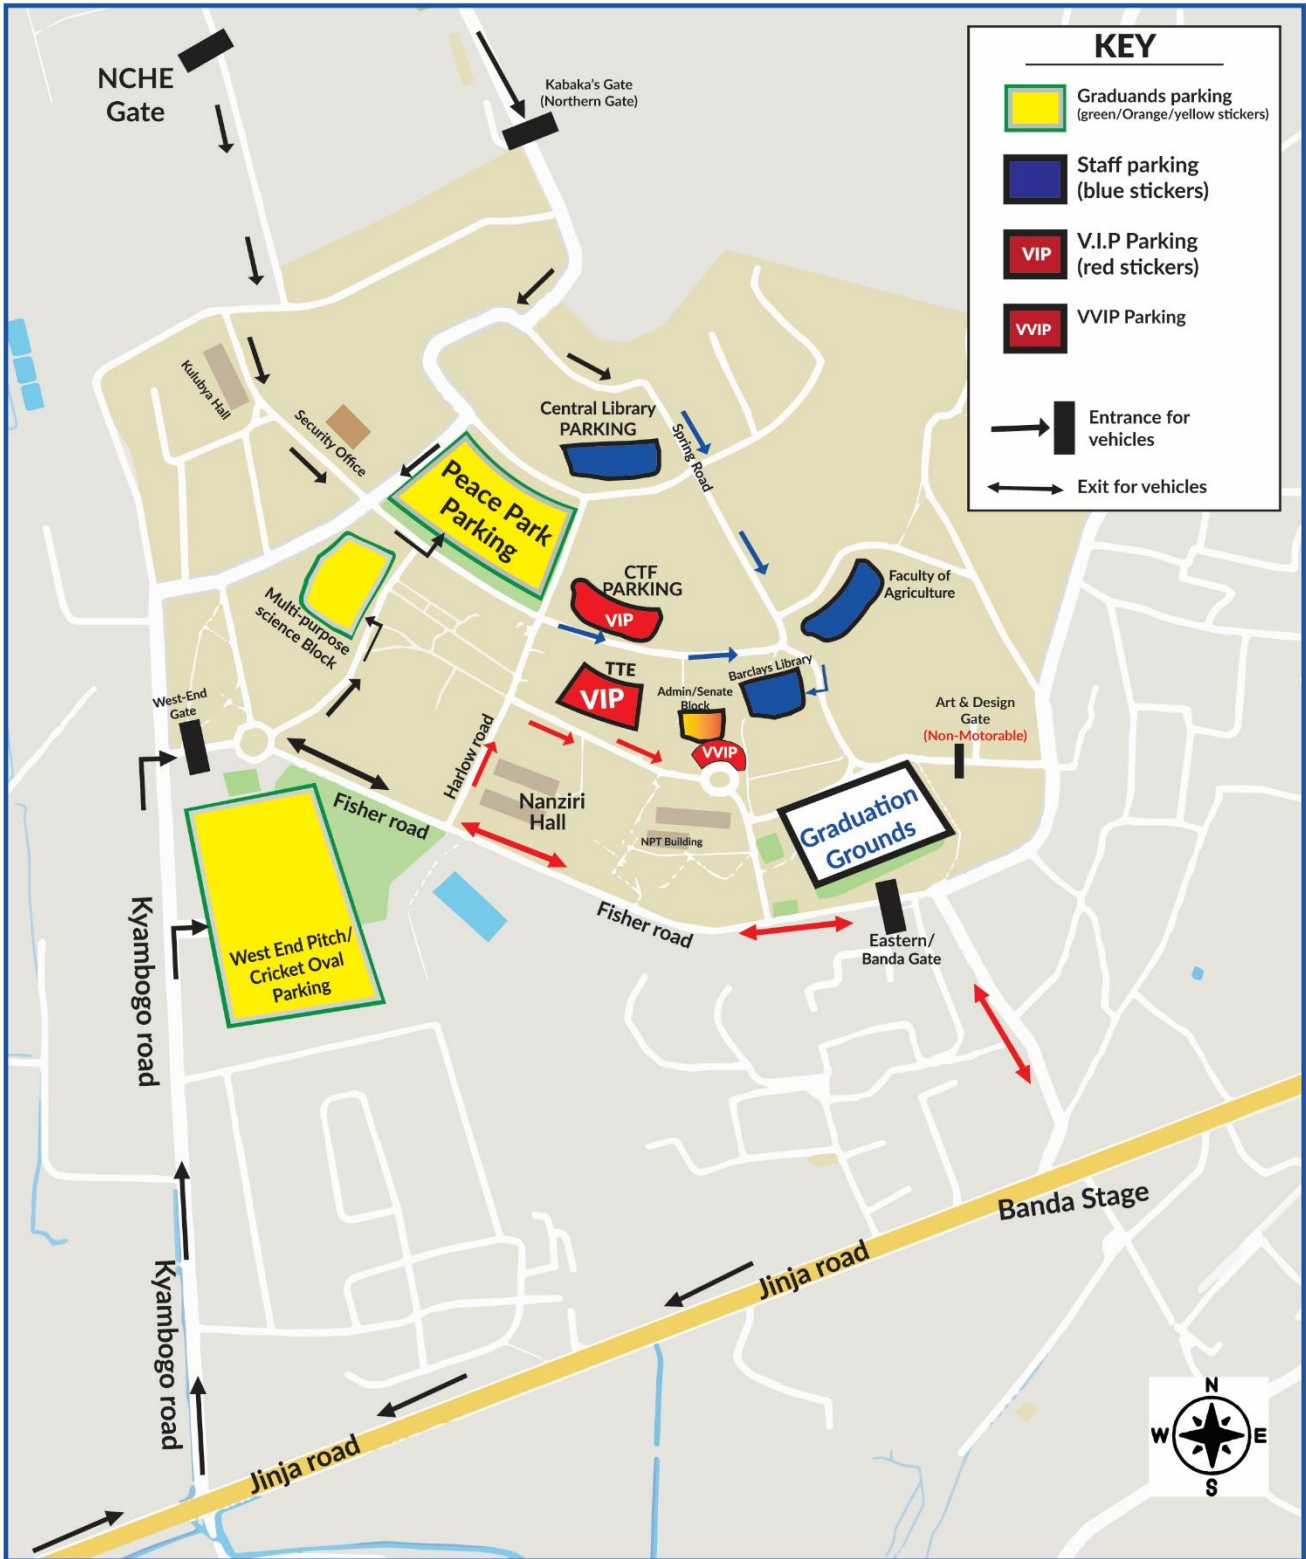 NCHE
Gate
Kabaka's Gate
(Northern Gate)
KEY
Graduands parking
(green/Orange/yellow stickers)
Staff parking
(blue stickers)
VIP
V.I.P Parking
(red stickers)
VVIP
VVIP Parking
Entrance for
vehicles
Exit for vehicles
Kulubya Hall
Security Office
Central Library
PARKING
Spring Road
Peace Park
Parking
Multi-purpose
science Block
CTF
PARKING
VIP
Faculty of
Agriculture
TTE
VIP
Admin/Senate
Block
VVIP
Barclays Library
West-End
Gate
Art & Design
Gate
(Non-Motorable)
Harlow road
Fisher road
Nanziri
Hall
NPT Building
Graduation
Grounds
Fisher road
Eastern/
Banda Gate
West End Pitch/
Cricket Oval
Parking
Kyambogo road
Kyambogo road
Banda Stage
Jinja road
Jinja road
N
W
E
S